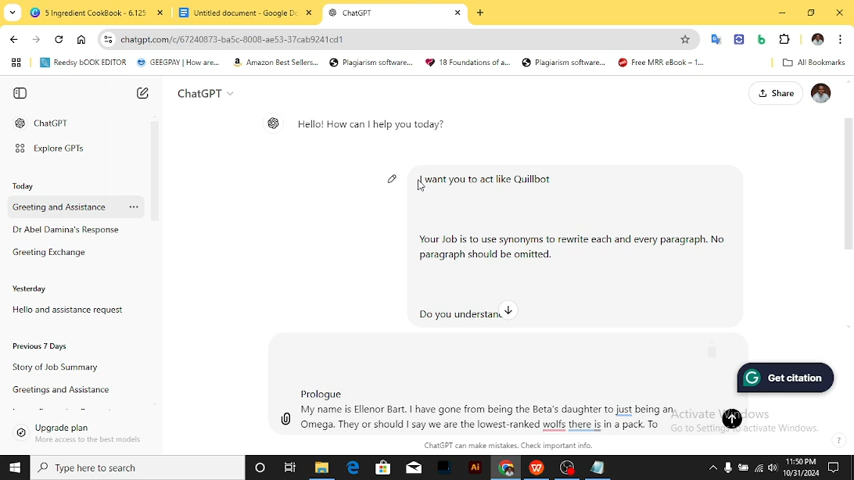 5 Ingredient CookBook - 6.125
Untitled document - Google Do
ChatGPT
chatgpt.com/c/67240873-ba5c-8008-ae53-37cab9241cd1
Reedsy bOOK EDITOR
GEEGPAY | How are...
Amazon Best Sellers...
Plagiarism software...
18 Foundations of a...
Plagiarism software...
Free MRR eBook – 1...
All Bookmarks
ChatGPT
Share
ChatGPT
Explore GPTs
Today
Greeting and Assistance
Dr Abel Damina's Response
Greeting Exchange
Yesterday
Hello and assistance request
Previous 7 Days
Story of Job Summary
Greetings and Assistance
Upgrade plan
More access to the best models
Hello! How can I help you today?
I want you to act like Quillbot
Your Job is to use synonyms to rewrite each and every paragraph. No
paragraph should be omitted.
Do you understand
Prologue
My name is Ellenor Bart. I have gone from being the Beta's daughter to just being an
Omega. They or should I say we are the lowest-ranked wolfs there is in a pack. To
Get citation
Activate Windows
Go to Settings to activate Windows.
ChatGPT can make mistakes. Check important info.
?
Type here to search
Ai
11:50 PM
10/31/2024